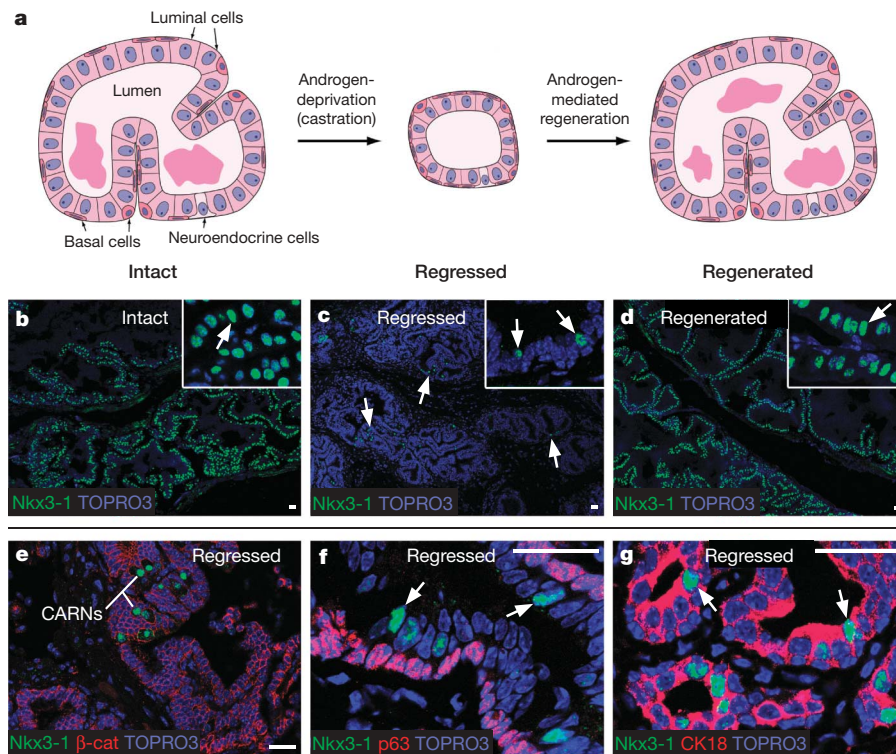 a
Luminal cells
Lumen
Androgen-
deprivation
(castration)
Androgen-
mediated
regeneration
Basal cells
Neuroendocrine cells
Intact
Regressed
Regenerated
b Intact
Nkx3-1 TOPRO3
c Regressed
Nkx3-1 TOPRO3
d Regenerated
Nkx3-1 TOPRO3
e Regressed
CARNs
Nkx3-1 β-cat TOPRO3
f Regressed
Nkx3-1 p63 TOPRO3
g Regressed
Nkx3-1 CK18 TOPRO3